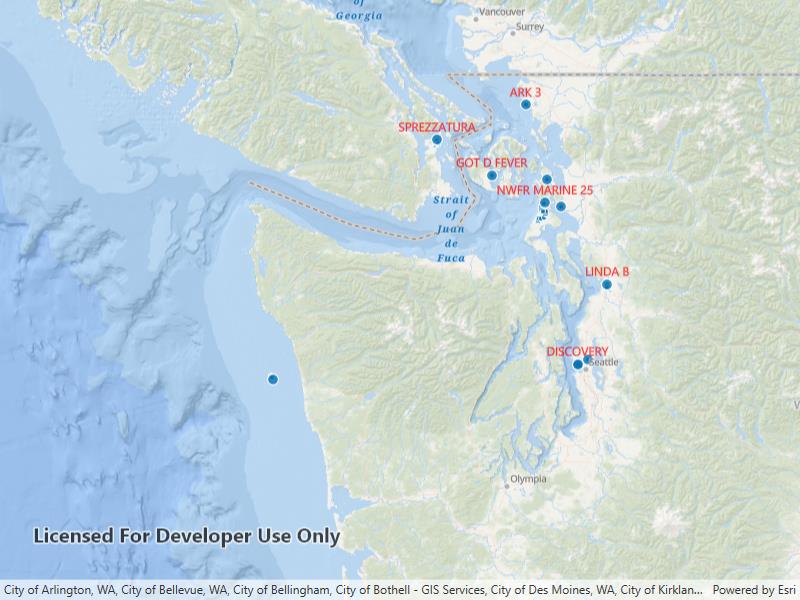 of
Georgia
Vancouver
Surrey
ARK 3
SPREZZATURA
GOT D FEVER
NWFR MARINE 25
Strait
of
Juan
de
Fuca
LINDA B
DISCOVERY
Seattle
V
Olympia
Licensed For Developer Use Only
City of Arlington, WA, City of Bellevue, WA, City of Bellingham, City of Bothell - GIS Services, City of Des Moines, WA, City of Kirklan... Powered by Esri